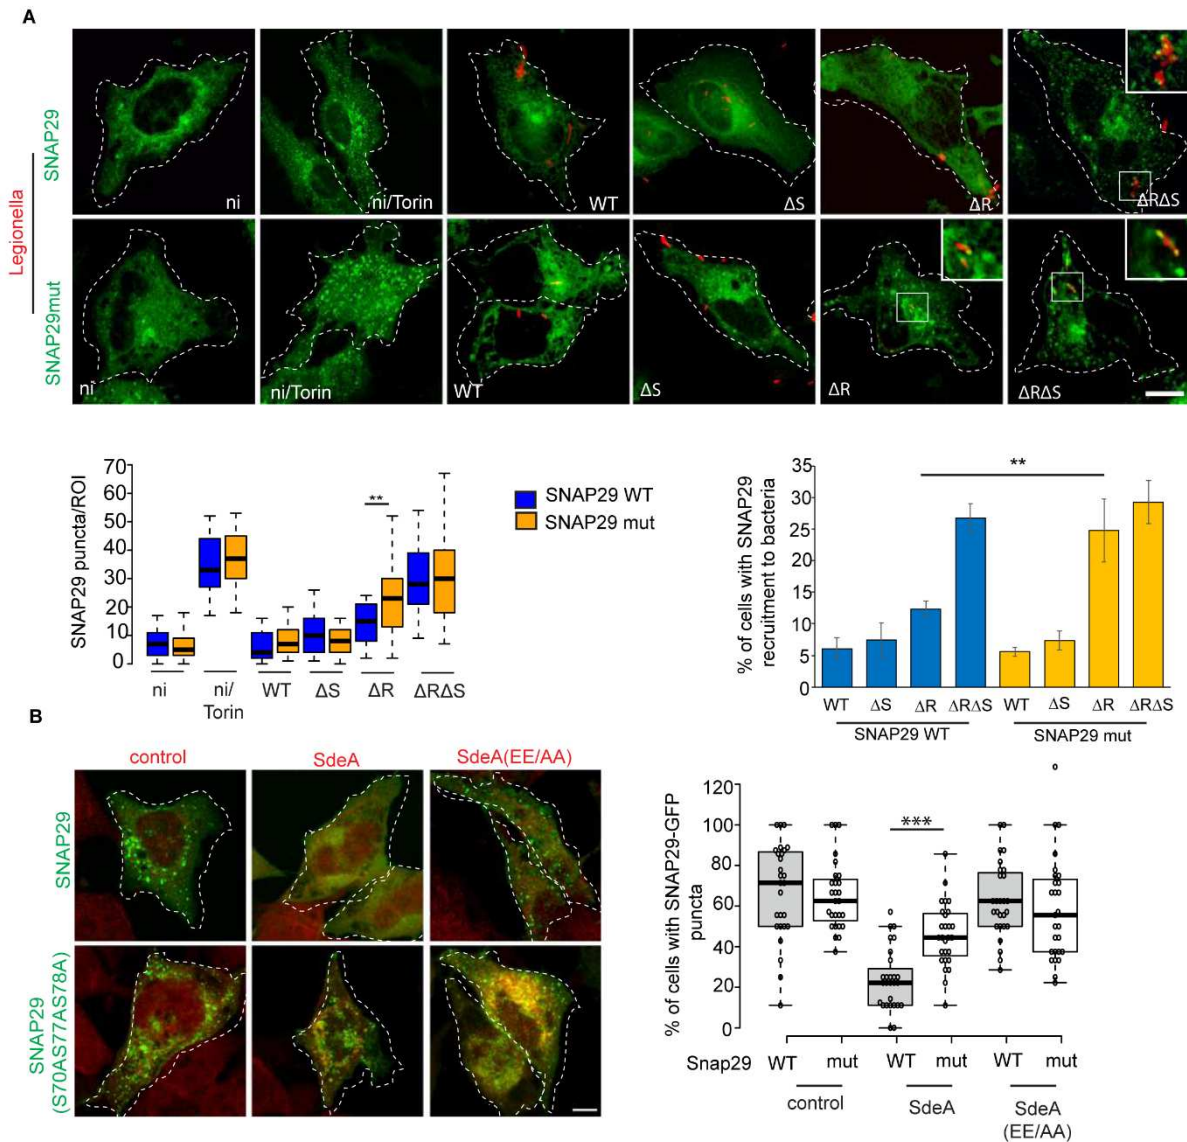 A
SNAP29
ni
ni/Torin
WT
ΔS
ΔR
ΔRΔS
Legionella
SNAP29mut
ni
ni/Torin
WT
ΔS
ΔR
ΔRΔS
SNAP29 puncta/ROI
70
60
50
40
30
20
10
0
**
ni
ni/
Torin
WT
ΔS
ΔR
ΔRΔS
SNAP29 WT
SNAP29 mut
% of cells with SNAP29
recruitment to bacteria
35
30
25
20
15
10
5
0
**
WT ΔS ΔR ΔRΔS WT ΔS ΔR ΔRΔS
SNAP29 WT
SNAP29 mut
B
control
SdeA
SdeA(EE/AA)
SNAP29
SNAP29
(S70AS77AS78A)
% of cells with SNAP29-GFP
puncta
120
100
80
60
40
20
0
***
Snap29 WT mut WT mut WT mut
control
SdeA
SdeA
(EE/AA)